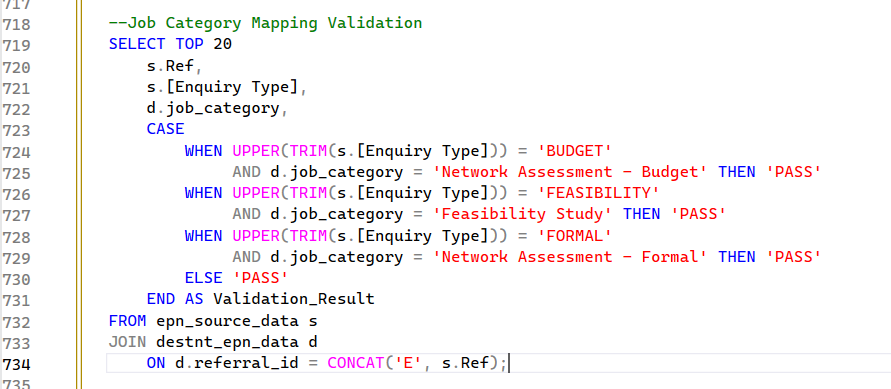 717
718 --Job Category Mapping Validation
719 SELECT TOP 20
720 s.Ref,
721 s.[Enquiry Type],
722 d.job_category,
723 CASE
724 WHEN UPPER(TRIM(s.[Enquiry Type])) = 'BUDGET'
725 AND d.job_category = 'Network Assessment - Budget' THEN 'PASS'
726 WHEN UPPER(TRIM(s.[Enquiry Type])) = 'FEASIBILITY'
727 AND d.job_category = 'Feasibility Study' THEN 'PASS'
728 WHEN UPPER(TRIM(s.[Enquiry Type])) = 'FORMAL'
729 AND d.job_category = 'Network Assessment - Formal' THEN 'PASS'
730 ELSE 'PASS'
731 END AS Validation_Result
732 FROM epn_source_data s
733 JOIN destnt_epn_data d
734 ON d.referral_id = CONCAT('E', s.Ref);
735